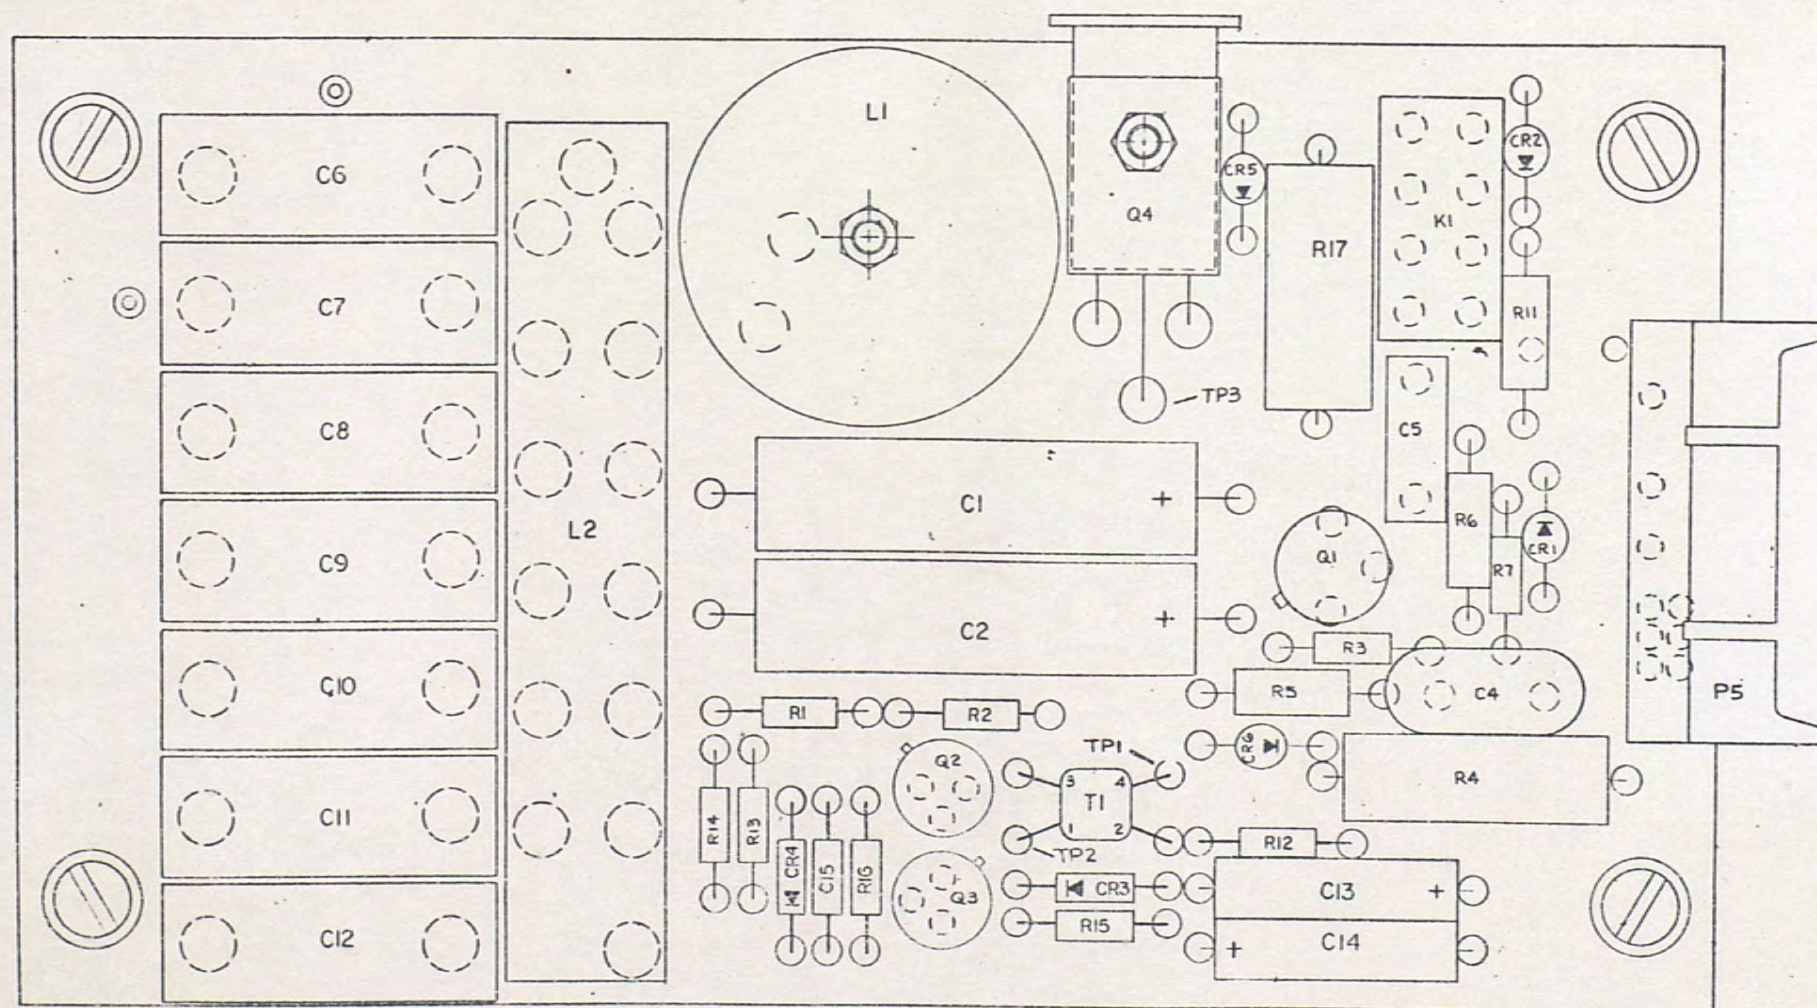 L1
C6
CR2
CR5
Q4
K1
R17
C7
R11
TP3
C8
C5
C1 +
R6
L2
CR1
Q1
C9
R7
C2 +
R3
C10
R5
C4
P5
R1
R2
TP1
CR6
Q2
R4
3 4
T1
1 2
C11
R14
R13
R12
TP2
CR4
C15
R16
CR3
C13 +
Q3
R15
C12
+ C14